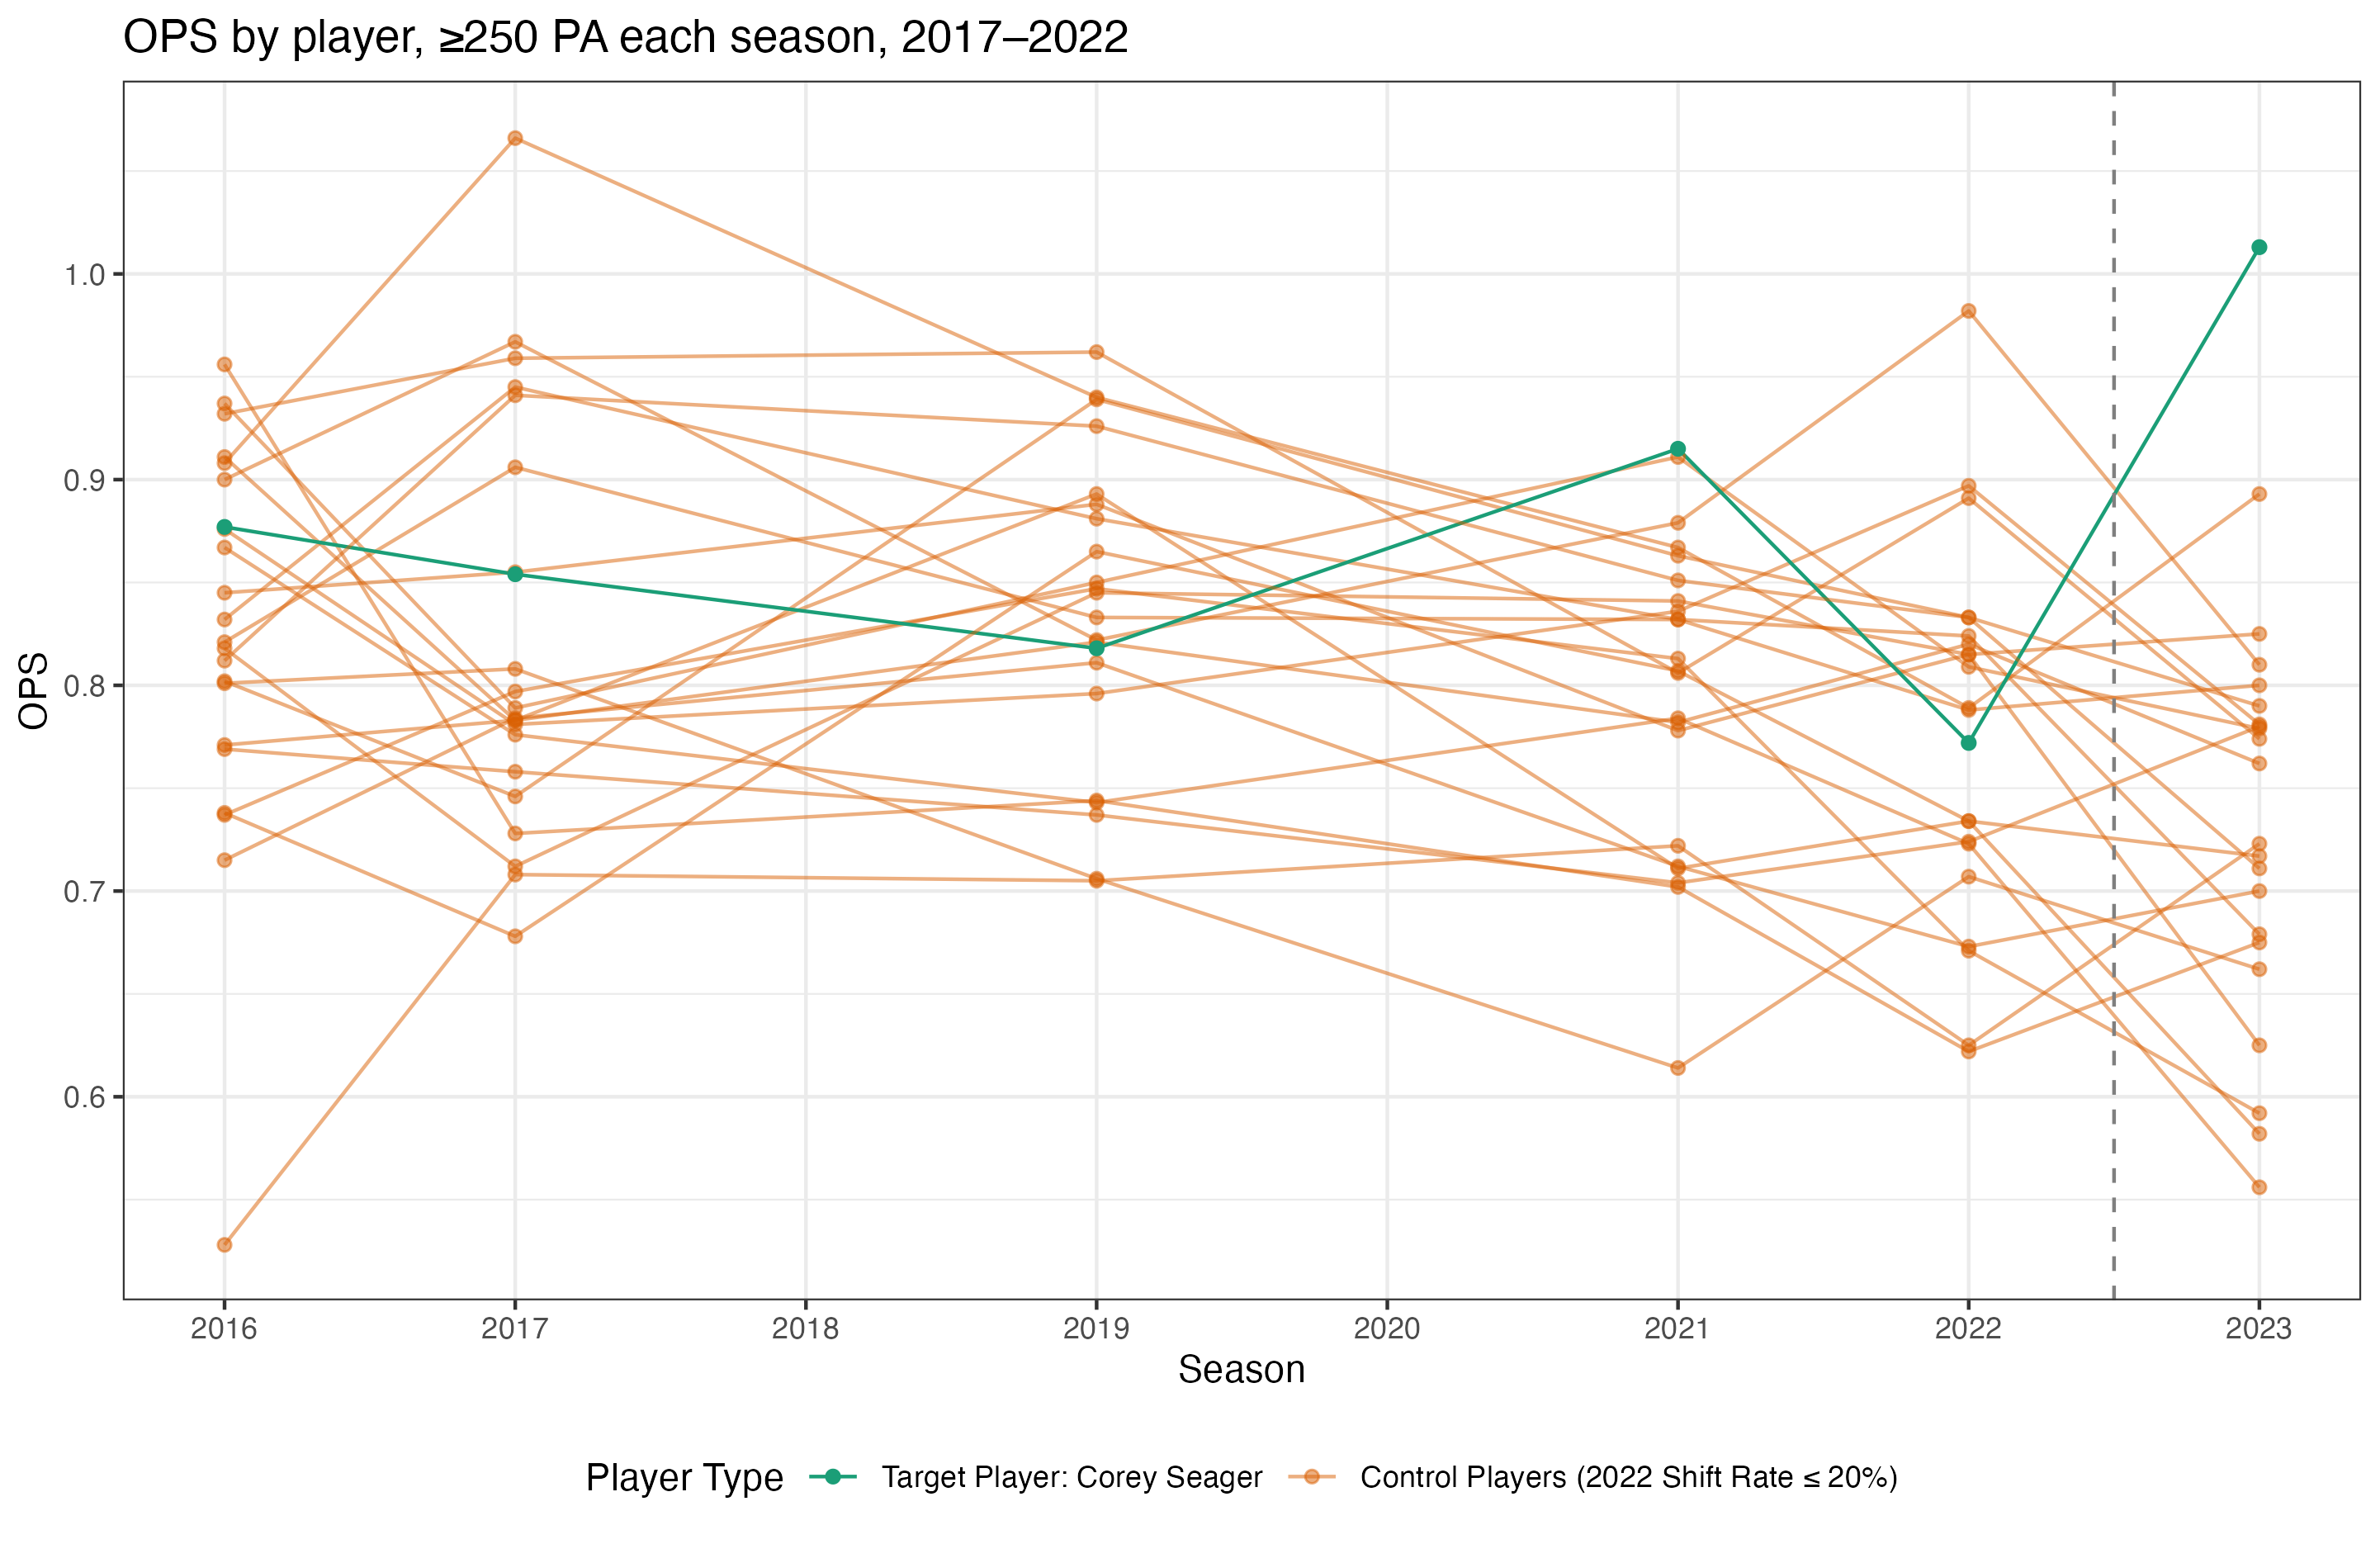 OPS by player, ≥250 PA each season, 2017–2022
OPS
1.0
0.9
0.8
0.7
0.6
2016 2017 2018 2019 2020 2021 2022 2023
Season
Player Type Target Player: Corey Seager Control Players (2022 Shift Rate ≤ 20%)